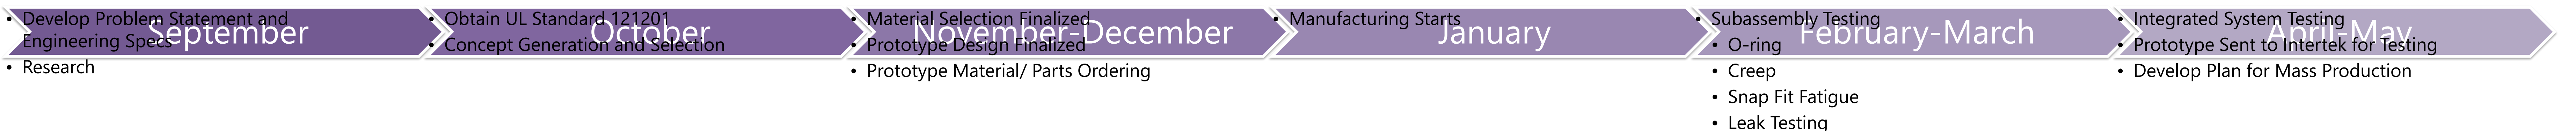 September
• Develop Problem Statement and
Engineering Specs
• Research
October
• Obtain UL Standard 121201
• Concept Generation and Selection
November-December
• Material Selection Finalized
• Prototype Design Finalized
• Prototype Material/ Parts Ordering
January
• Manufacturing Starts
February-March
• Subassembly Testing
• O-ring
• Creep
• Snap Fit Fatigue
• Leak Testing
April-May
• Integrated System Testing
• Prototype Sent to Intertek for Testing
• Develop Plan for Mass Production